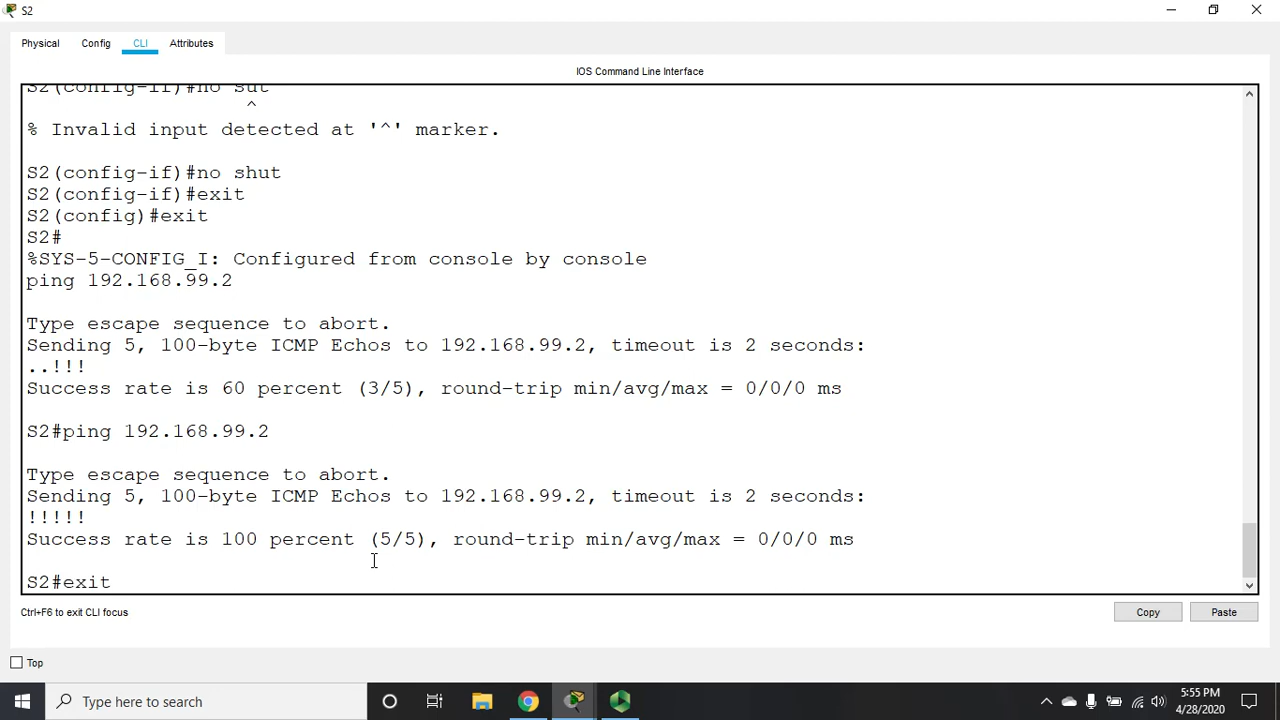 S2
Physical Config CLI Attributes
IOS Command Line Interface
S2(config-if)#no sut
^
% Invalid input detected at '^' marker.
S2(config-if)#no shut
S2(config-if)#exit
S2(config)#exit
S2#
%SYS-5-CONFIG_I: Configured from console by console
ping 192.168.99.2
Type escape sequence to abort.
Sending 5, 100-byte ICMP Echos to 192.168.99.2, timeout is 2 seconds:
..!!!
Success rate is 60 percent (3/5), round-trip min/avg/max = 0/0/0 ms
S2#ping 192.168.99.2
Type escape sequence to abort.
Sending 5, 100-byte ICMP Echos to 192.168.99.2, timeout is 2 seconds:
!!!!!
Success rate is 100 percent (5/5), round-trip min/avg/max = 0/0/0 ms
S2#exit
Ctrl+F6 to exit CLI focus
Copy Paste
Top
Type here to search
5:55 PM
4/28/2020